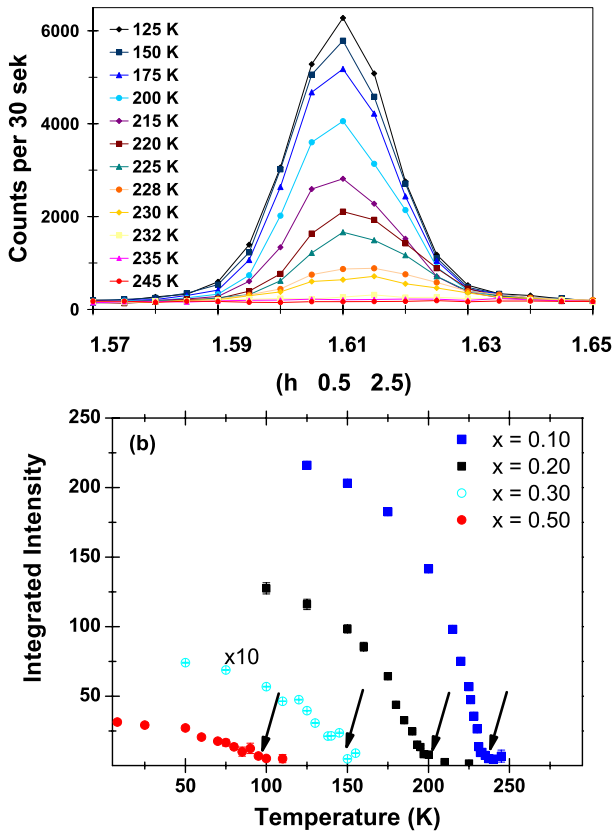 6000
4000
2000
0
Counts per 30 sek
125 K
150 K
175 K
200 K
215 K
220 K
225 K
228 K
230 K
232 K
235 K
245 K
1.57 1.59 1.61 1.63 1.65
(h 0.5 2.5)
250
200
150
100
50
Integrated Intensity
(b)
x = 0.10
x = 0.20
x = 0.30
x = 0.50
x10
50 100 150 200 250
Temperature (K)